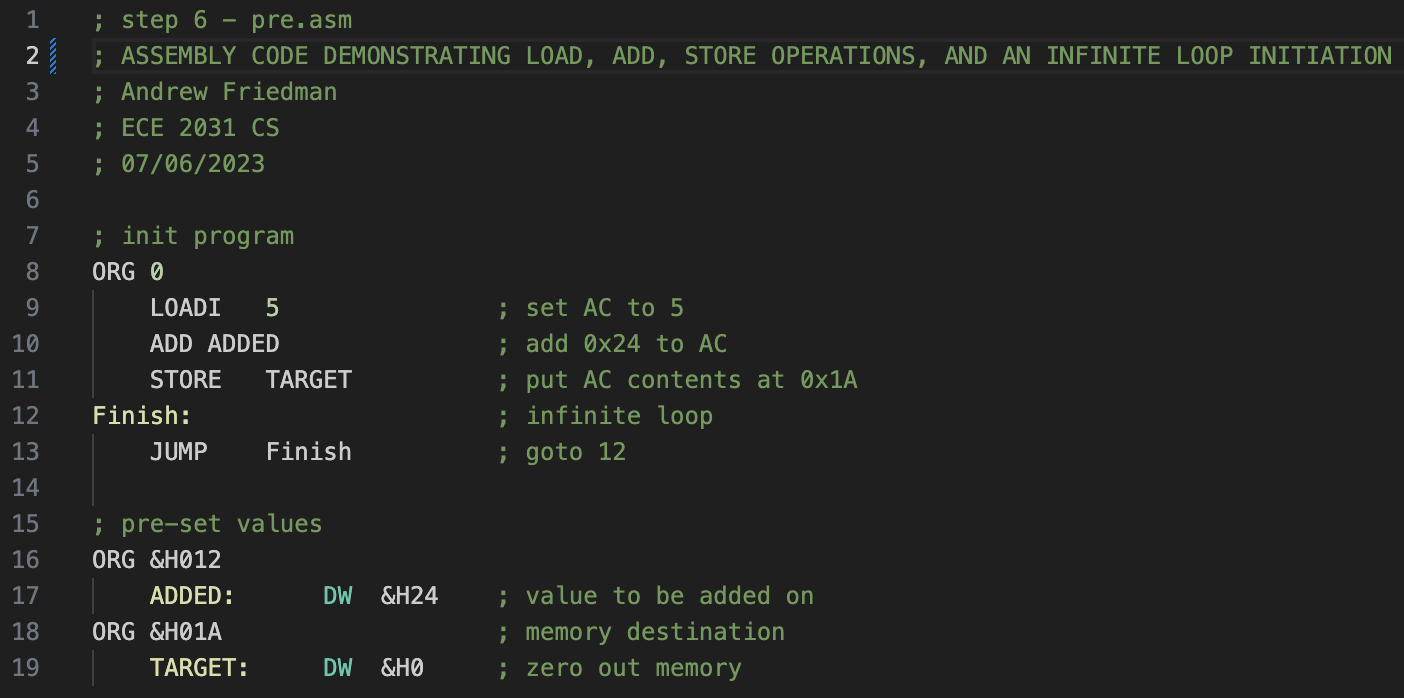 1 ; step 6 - pre.asm
2 ; ASSEMBLY CODE DEMONSTRATING LOAD, ADD, STORE OPERATIONS, AND AN INFINITE LOOP INITIATION
3 ; Andrew Friedman
4 ; ECE 2031 CS
5 ; 07/06/2023
6
7 ; init program
8 ORG 0
9     LOADI   5               ; set AC to 5
10     ADD ADDED               ; add 0x24 to AC
11     STORE   TARGET          ; put AC contents at 0x1A
12 Finish:                     ; infinite loop
13     JUMP    Finish          ; goto 12
14
15 ; pre-set values
16 ORG &H012
17     ADDED:      DW  &H24    ; value to be added on
18 ORG &H01A                   ; memory destination
19     TARGET:     DW  &H0     ; zero out memory